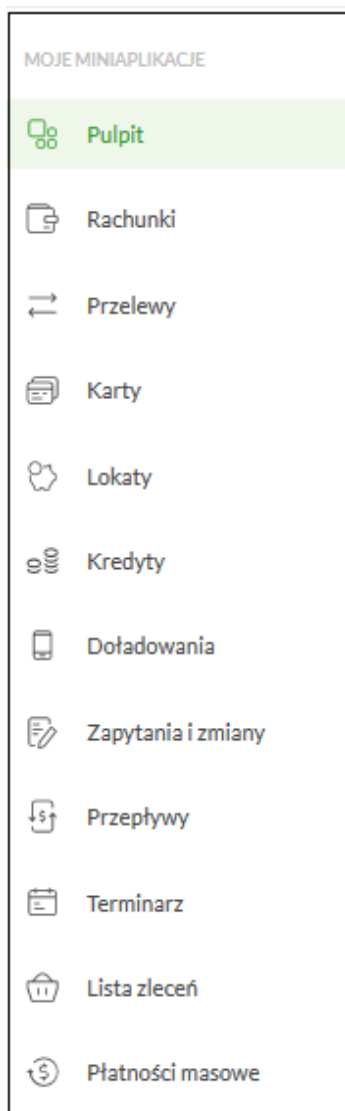 MOJE MINIAPLIKACJE
Pulpit
Rachunki
Przelewy
Karty
Lokaty
Kredyty
Doładowania
Zapytania i zmiany
Przepływy
Terminarz
Lista zleceń
Płatności masowe